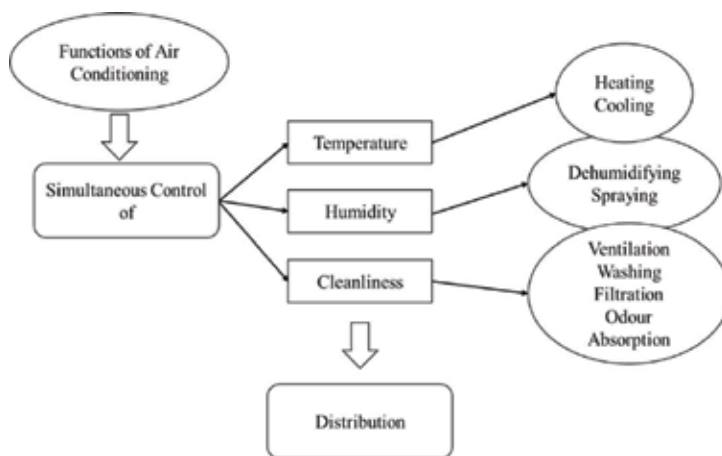 Functions of Air
Conditioning
Simultaneous Control
of
Temperature
Humidity
Cleanliness
Heating
Cooling
Dehumidifying
Spraying
Ventilation
Washing
Filtration
Odour
Absorption
Distribution